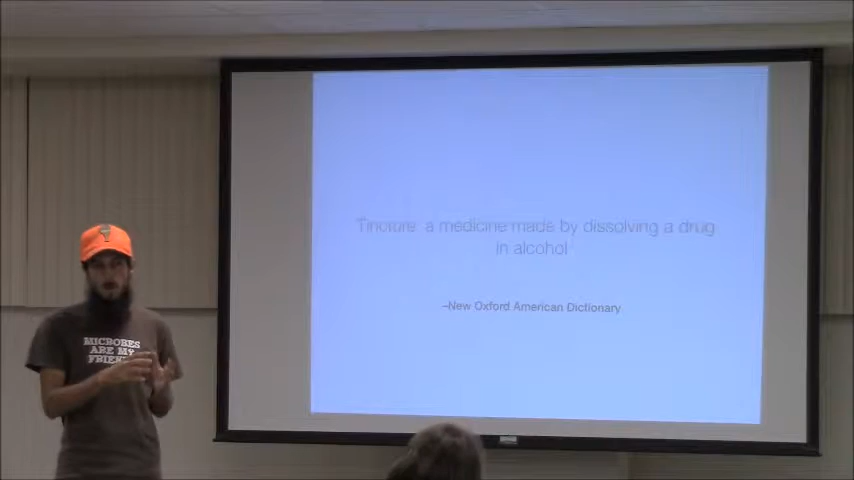 Tincture: a medicine made by dissolving a drug
in alcohol
–New Oxford American Dictionary
MICROBES
ARE MY
FRIENDS